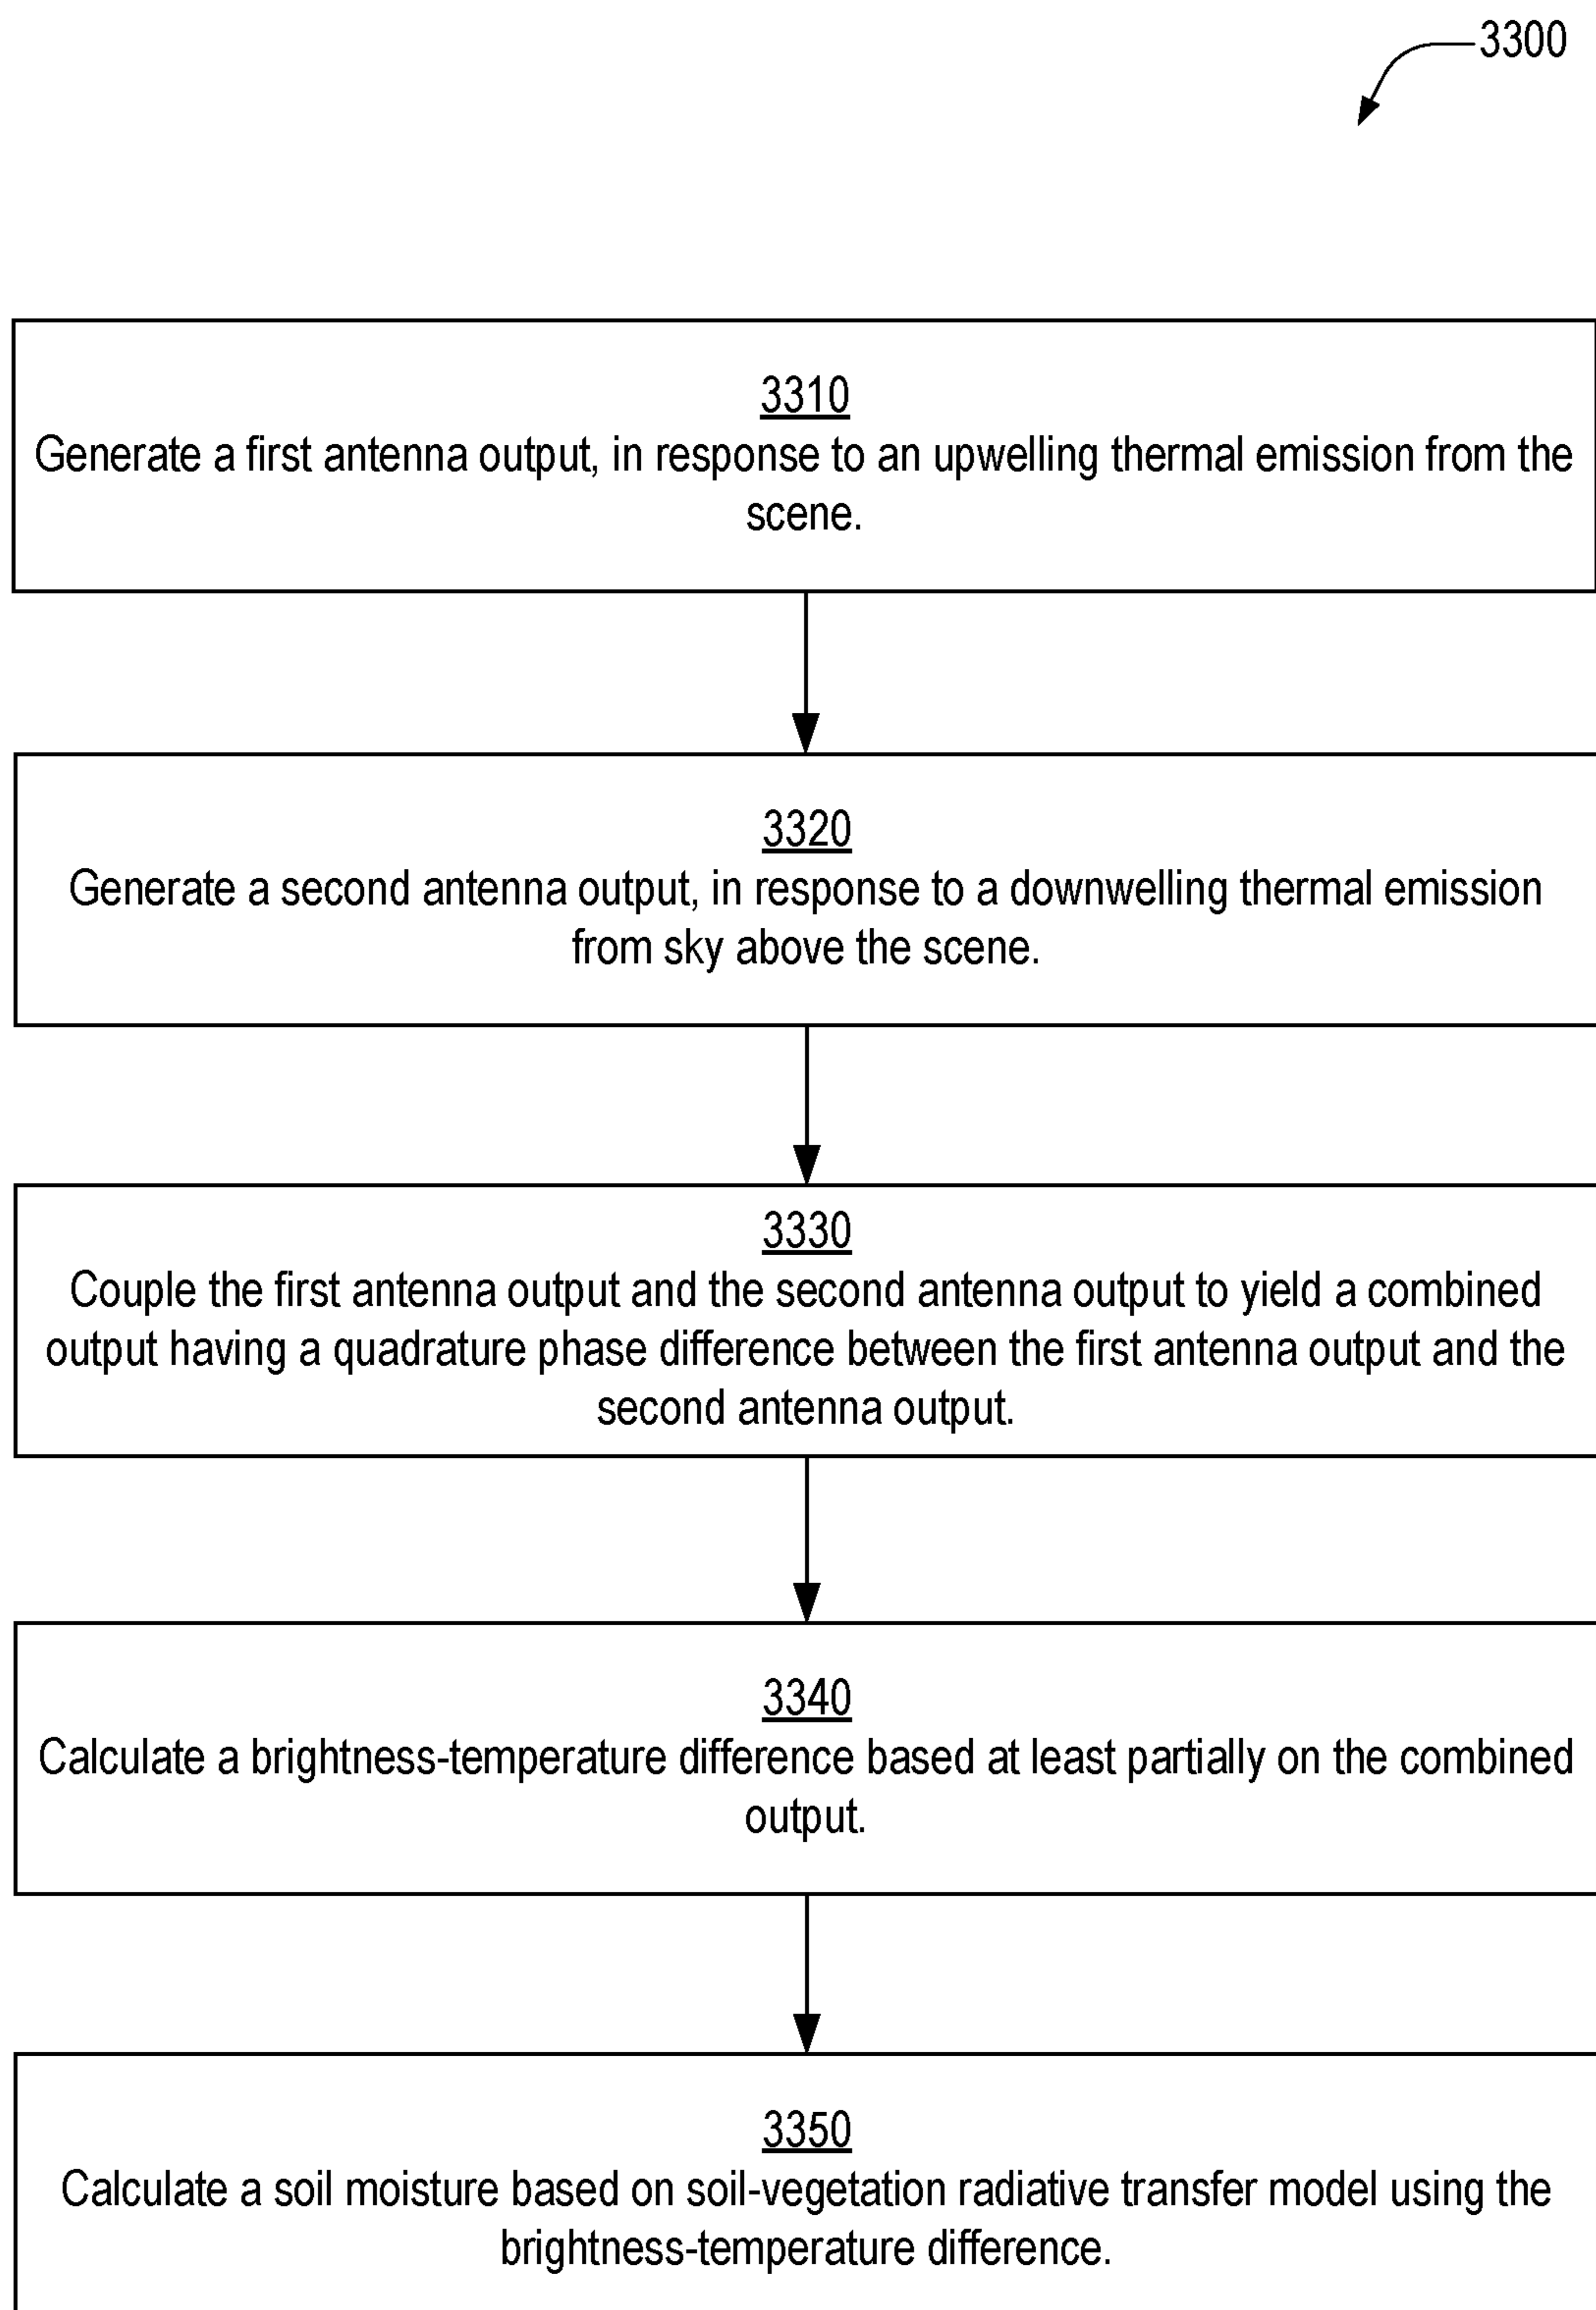 3300
3310
Generate a first antenna output, in response to an upwelling thermal emission from the
scene.
3320
Generate a second antenna output, in response to a downwelling thermal emission
from sky above the scene.
3330
Couple the first antenna output and the second antenna output to yield a combined
output having a quadrature phase difference between the first antenna output and the
second antenna output.
3340
Calculate a brightness-temperature difference based at least partially on the combined
output.
3350
Calculate a soil moisture based on soil-vegetation radiative transfer model using the
brightness-temperature difference.